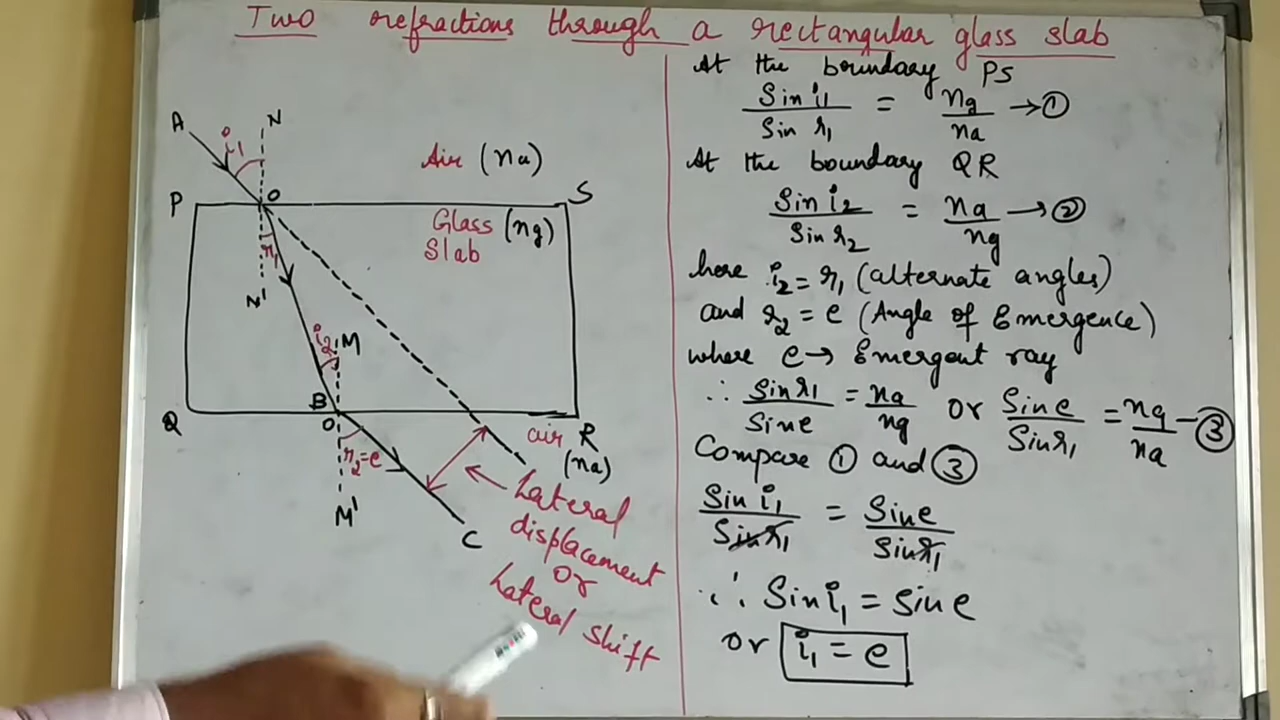 Two refractions through a rectangular glass slab
A
i1
N
Air (na)
P
O
S
Glass (ng)
Slab
r1
N'
i2
M
B
Q
O'
air R
(na)
r2=e
M'
C
Lateral
displacement
or
Lateral shift
At the boundary PS
Sin i1 / Sin r1 = ng / na → ①
At the boundary QR
Sin i2 / Sin r2 = na / ng → ②
here i2 = r1 (alternate angles)
and r2 = e (Angle of Emergence)
where e → Emergent ray
∴ Sin r1 / Sin e = na / ng or Sin e / Sin r1 = ng / na - ③
Compare ① and ③
Sin i1 / Sin r1 = Sin e / Sin r1
∴ Sin i1 = sin e
or i1 = e